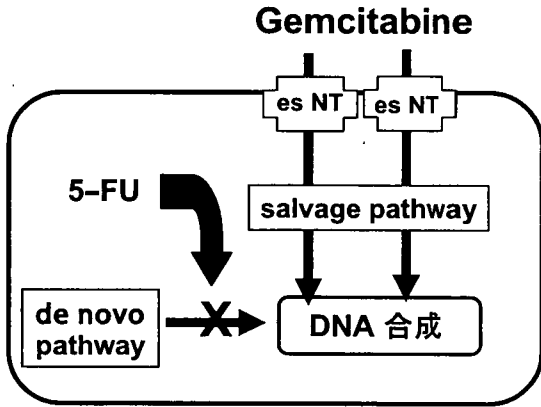 Gemcitabine
es NT
es NT
5-FU
salvage pathway
de novo
pathway
X
DNA 合成